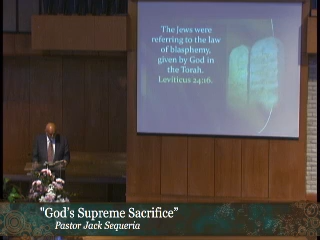 The Jews were
referring to the law
of blasphemy,
given by God in
the Torah.
Leviticus 24:16.
"God's Supreme Sacrifice”
Pastor Jack Sequeria